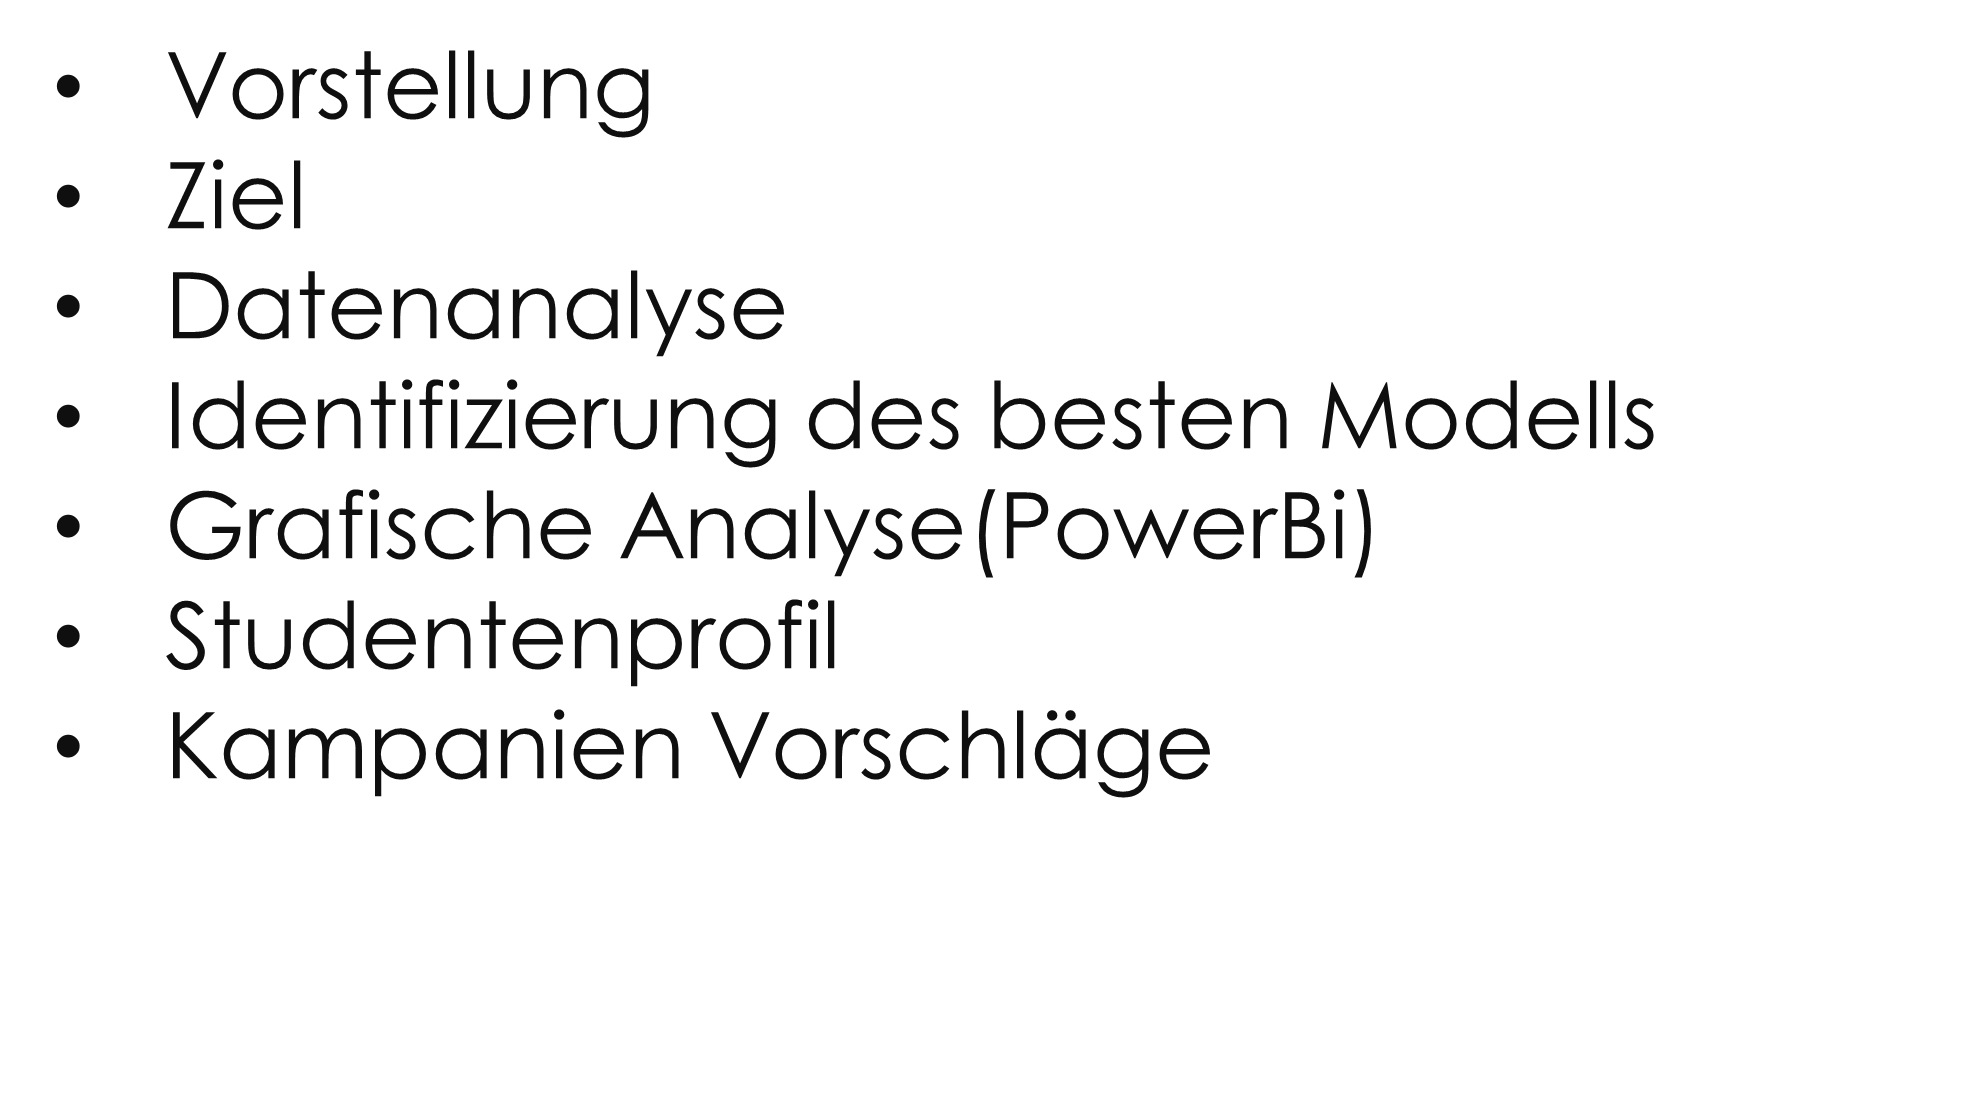 • Vorstellung
• Ziel
• Datenanalyse
• Identifizierung des besten Modells
• Grafische Analyse(PowerBi)
• Studentenprofil
• Kampanien Vorschläge